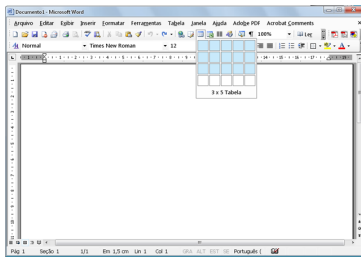 Documento1 - Microsoft Word
Arquivo Editar Exibir Inserir Formatar Ferramentas Tabela Janela Ajuda Adobe PDF Acrobat Comments
Normal Times New Roman 12 100% Ler
3 x 5 Tabela
Pág 1 Seção 1 1/1 Em 1,5 cm Lin 1 Col 1 GRA ALT EST SE Português (